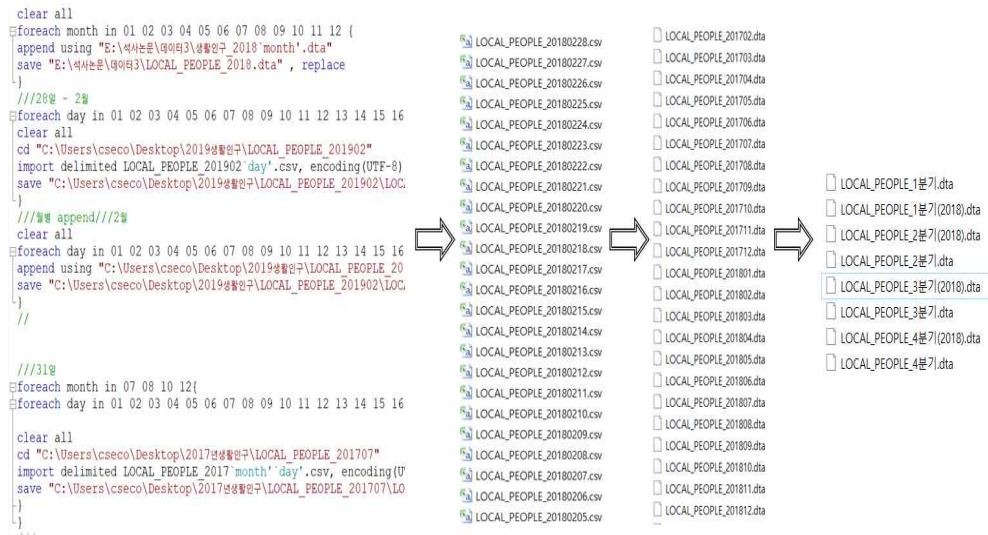 clear all
foreach month in 01 02 03 04 05 06 07 08 09 10 11 12 {
append using "E:\석사논문\데이터3\생활인구_2018`month'.dta"
save "E:\석사논문\데이터3\LOCAL_PEOPLE_2018.dta" , replace
}
///28일 - 2월
foreach day in 01 02 03 04 05 06 07 08 09 10 11 12 13 14 15 16
clear all
cd "C:\Users\cseco\Desktop\2019생활인구\LOCAL_PEOPLE_201902"
import delimited LOCAL_PEOPLE_201902`day'.csv, encoding(UTF-8)
save "C:\Users\cseco\Desktop\2019생활인구\LOCAL_PEOPLE_201902\LOC
}
///월별 append///2월
clear all
foreach day in 01 02 03 04 05 06 07 08 09 10 11 12 13 14 15 16
append using "C:\Users\cseco\Desktop\2019생활인구\LOCAL_PEOPLE_20
save "C:\Users\cseco\Desktop\2019생활인구\LOCAL_PEOPLE_201902\LOC
}
//
///31일
foreach month in 07 08 10 12{
foreach day in 01 02 03 04 05 06 07 08 09 10 11 12 13 14 15 16
clear all
cd "C:\Users\cseco\Desktop\2017년생활인구\LOCAL_PEOPLE_201707"
import delimited LOCAL_PEOPLE_2017`month'`day'.csv, encoding(U
save "C:\Users\cseco\Desktop\2017년생활인구\LOCAL_PEOPLE_201707\LO
}
}
LOCAL_PEOPLE_20180228.csv
LOCAL_PEOPLE_20180227.csv
LOCAL_PEOPLE_20180226.csv
LOCAL_PEOPLE_20180225.csv
LOCAL_PEOPLE_20180224.csv
LOCAL_PEOPLE_20180223.csv
LOCAL_PEOPLE_20180222.csv
LOCAL_PEOPLE_20180221.csv
LOCAL_PEOPLE_20180220.csv
LOCAL_PEOPLE_20180219.csv
LOCAL_PEOPLE_20180218.csv
LOCAL_PEOPLE_20180217.csv
LOCAL_PEOPLE_20180216.csv
LOCAL_PEOPLE_20180215.csv
LOCAL_PEOPLE_20180214.csv
LOCAL_PEOPLE_20180213.csv
LOCAL_PEOPLE_20180212.csv
LOCAL_PEOPLE_20180211.csv
LOCAL_PEOPLE_20180210.csv
LOCAL_PEOPLE_20180209.csv
LOCAL_PEOPLE_20180208.csv
LOCAL_PEOPLE_20180207.csv
LOCAL_PEOPLE_20180206.csv
LOCAL_PEOPLE_20180205.csv
LOCAL_PEOPLE_201702.dta
LOCAL_PEOPLE_201703.dta
LOCAL_PEOPLE_201704.dta
LOCAL_PEOPLE_201705.dta
LOCAL_PEOPLE_201706.dta
LOCAL_PEOPLE_201707.dta
LOCAL_PEOPLE_201708.dta
LOCAL_PEOPLE_201709.dta
LOCAL_PEOPLE_201710.dta
LOCAL_PEOPLE_201711.dta
LOCAL_PEOPLE_201712.dta
LOCAL_PEOPLE_201801.dta
LOCAL_PEOPLE_201802.dta
LOCAL_PEOPLE_201803.dta
LOCAL_PEOPLE_201804.dta
LOCAL_PEOPLE_201805.dta
LOCAL_PEOPLE_201806.dta
LOCAL_PEOPLE_201807.dta
LOCAL_PEOPLE_201808.dta
LOCAL_PEOPLE_201809.dta
LOCAL_PEOPLE_201810.dta
LOCAL_PEOPLE_201811.dta
LOCAL_PEOPLE_201812.dta
LOCAL_PEOPLE_1분기.dta
LOCAL_PEOPLE_1분기(2018).dta
LOCAL_PEOPLE_2분기(2018).dta
LOCAL_PEOPLE_2분기.dta
LOCAL_PEOPLE_3분기(2018).dta
LOCAL_PEOPLE_3분기.dta
LOCAL_PEOPLE_4분기(2018).dta
LOCAL_PEOPLE_4분기.dta